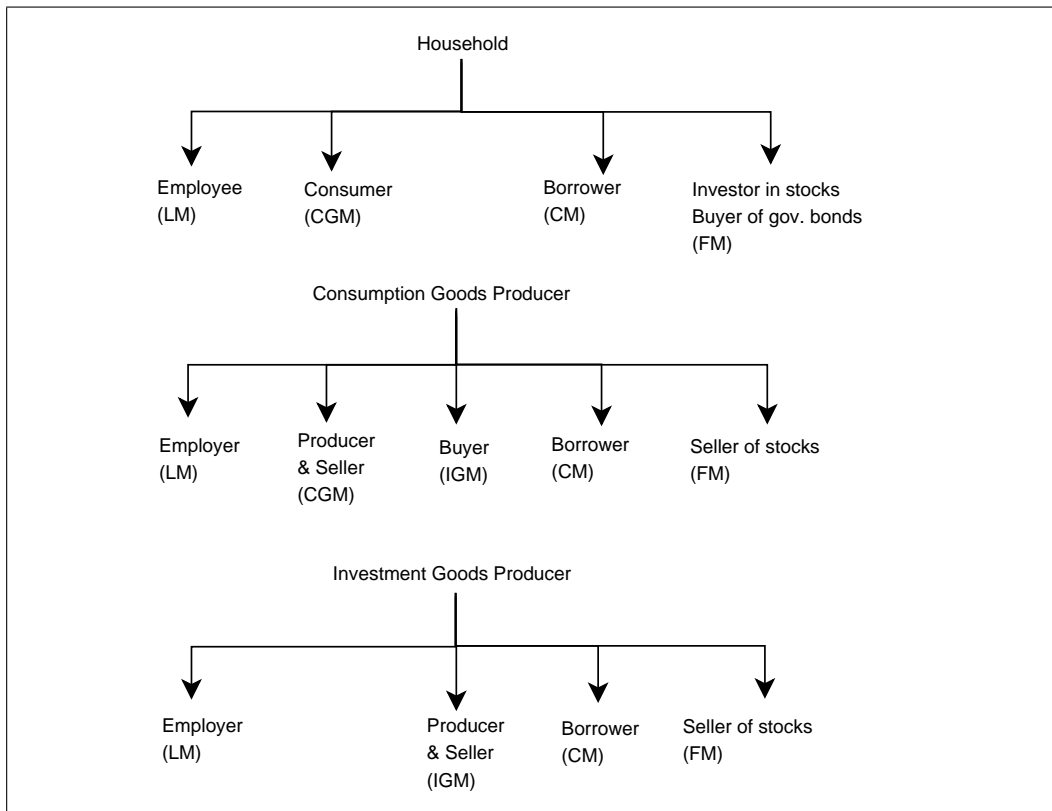 Household
Employee
(LM)
Consumer
(CGM)
Borrower
(CM)
Investor in stocks
Buyer of gov. bonds
(FM)
Consumption Goods Producer
Employer
(LM)
Producer
& Seller
(CGM)
Buyer
(IGM)
Borrower
(CM)
Seller of stocks
(FM)
Investment Goods Producer
Employer
(LM)
Producer
& Seller
(IGM)
Borrower
(CM)
Seller of stocks
(FM)